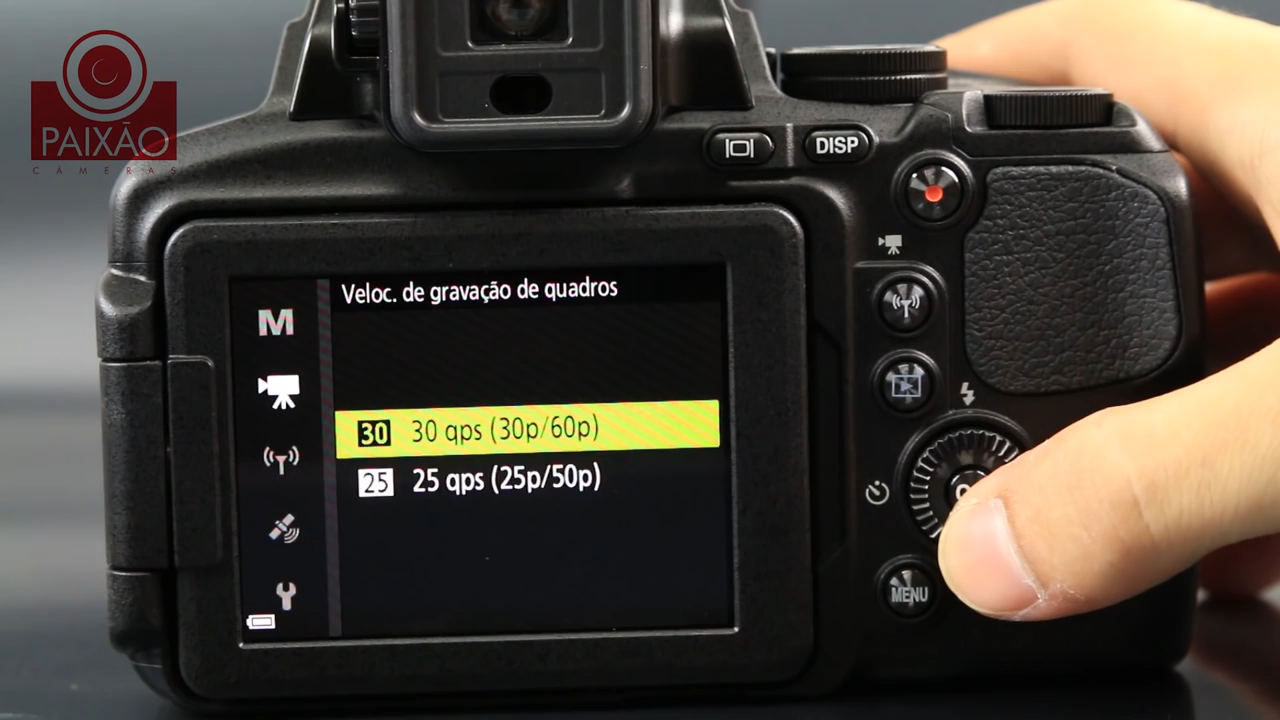 PAIXÃO
CÂMERAS
DISP
Veloc. de gravação de quadros
M
30 30 qps (30p/60p)
25 25 qps (25p/50p)
MENU